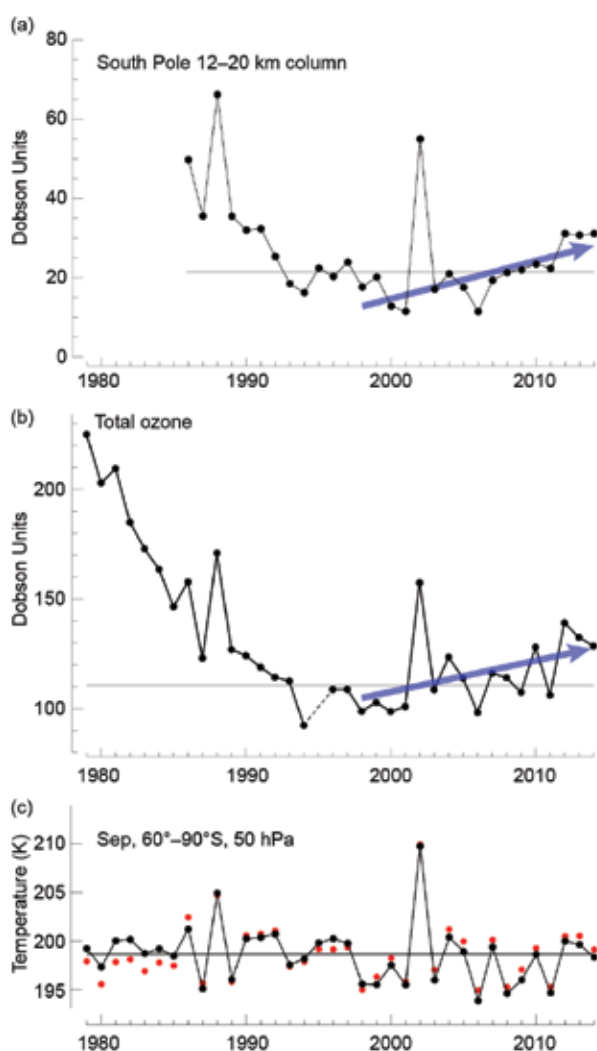 (a)
80
South Pole 12–20 km column
60
Dobson Units
40
20
0
1980 1990 2000 2010
(b)
Total ozone
200
Dobson Units
150
100
1980 1990 2000 2010
(c)
210
Sep, 60°–90°S, 50 hPa
205
Temperature (K)
200
195
1980 1990 2000 2010